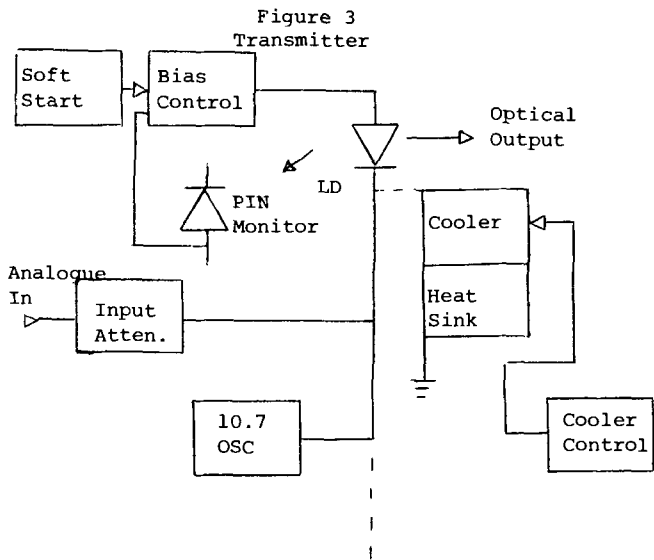 Figure 3
Transmitter
Soft
Start
Bias
Control
Optical
Output
LD
PIN
Monitor
Cooler
Analogue
In
Input
Atten.
Heat
Sink
10.7
OSC
Cooler
Control